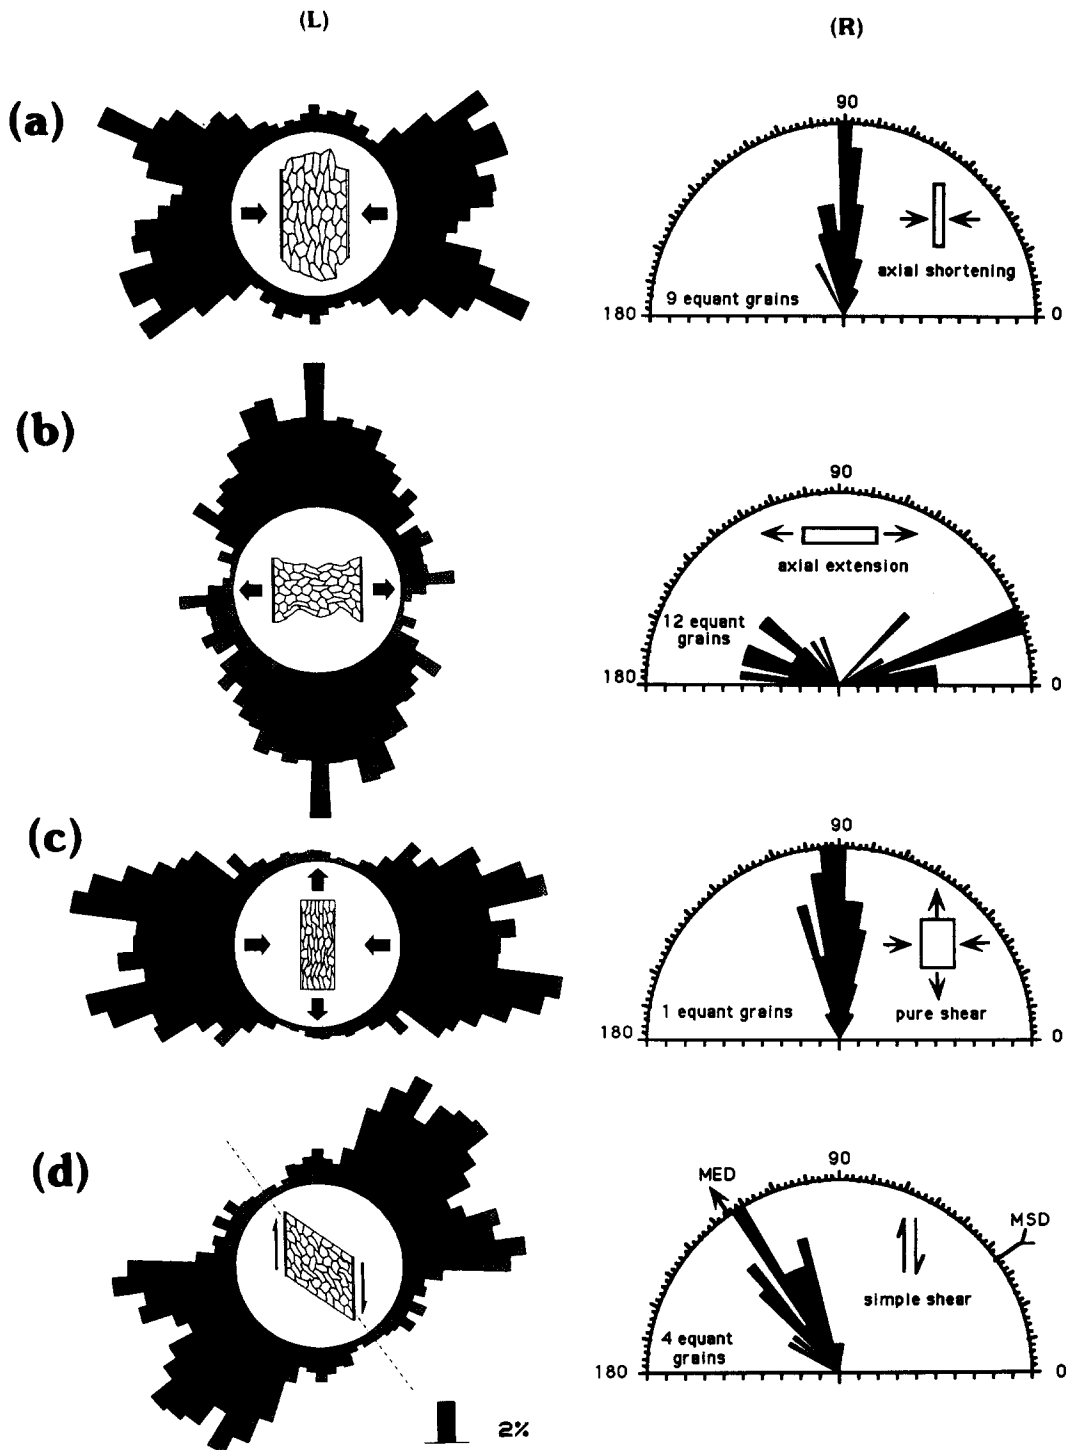 (L)
(R)
(a)
90
axial shortening
9 equant grains
180
0
(b)
90
axial extension
12 equant
grains
180
0
(c)
90
1 equant grains
pure shear
180
0
(d)
90
MED
MSD
simple shear
4 equant
grains
180
0
2%